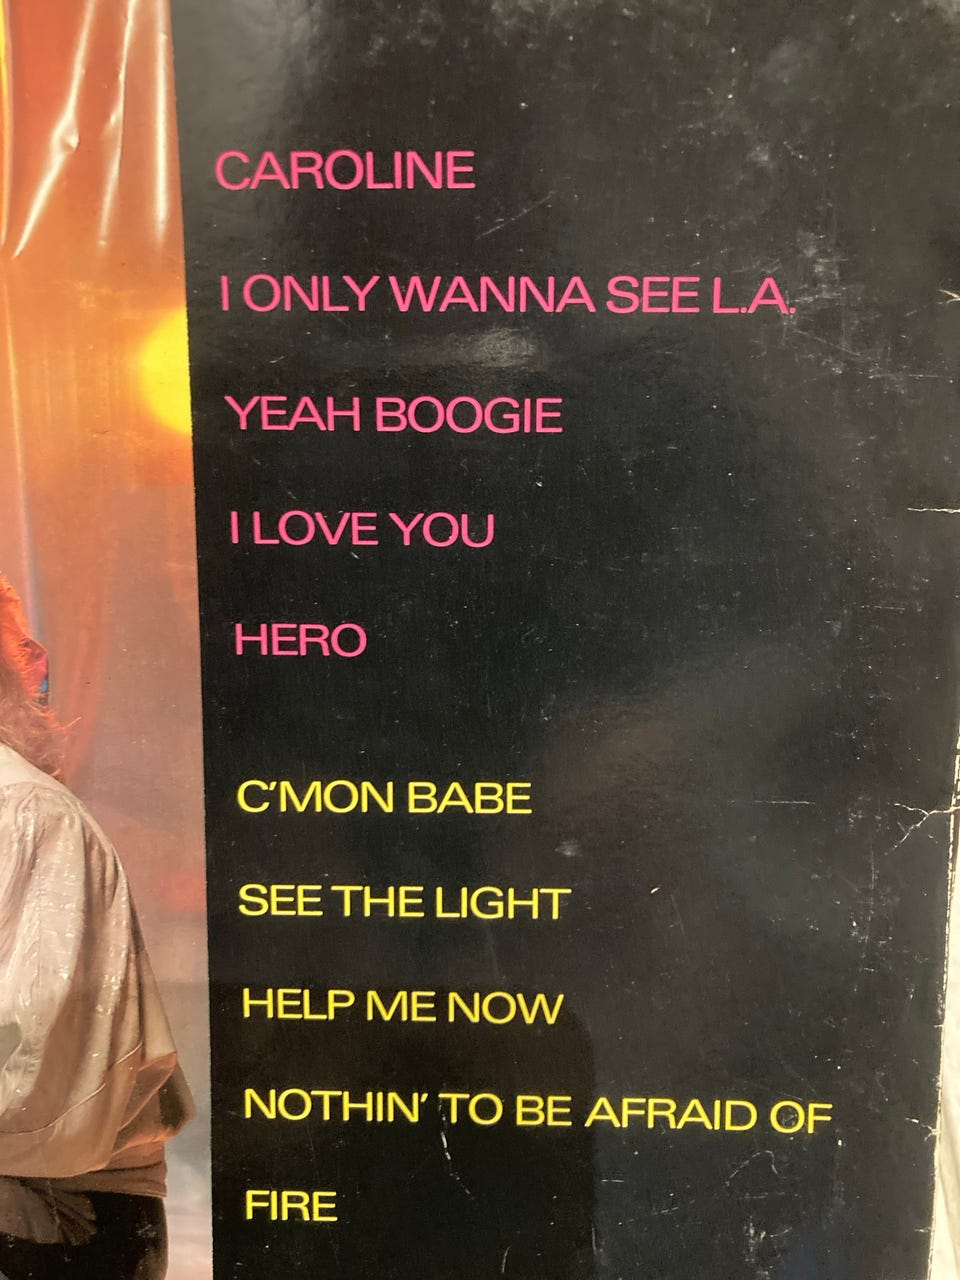 CAROLINE
I ONLY WANNA SEE L.A.
YEAH BOOGIE
I LOVE YOU
HERO
C'MON BABE
SEE THE LIGHT
HELP ME NOW
NOTHIN' TO BE AFRAID OF
FIRE